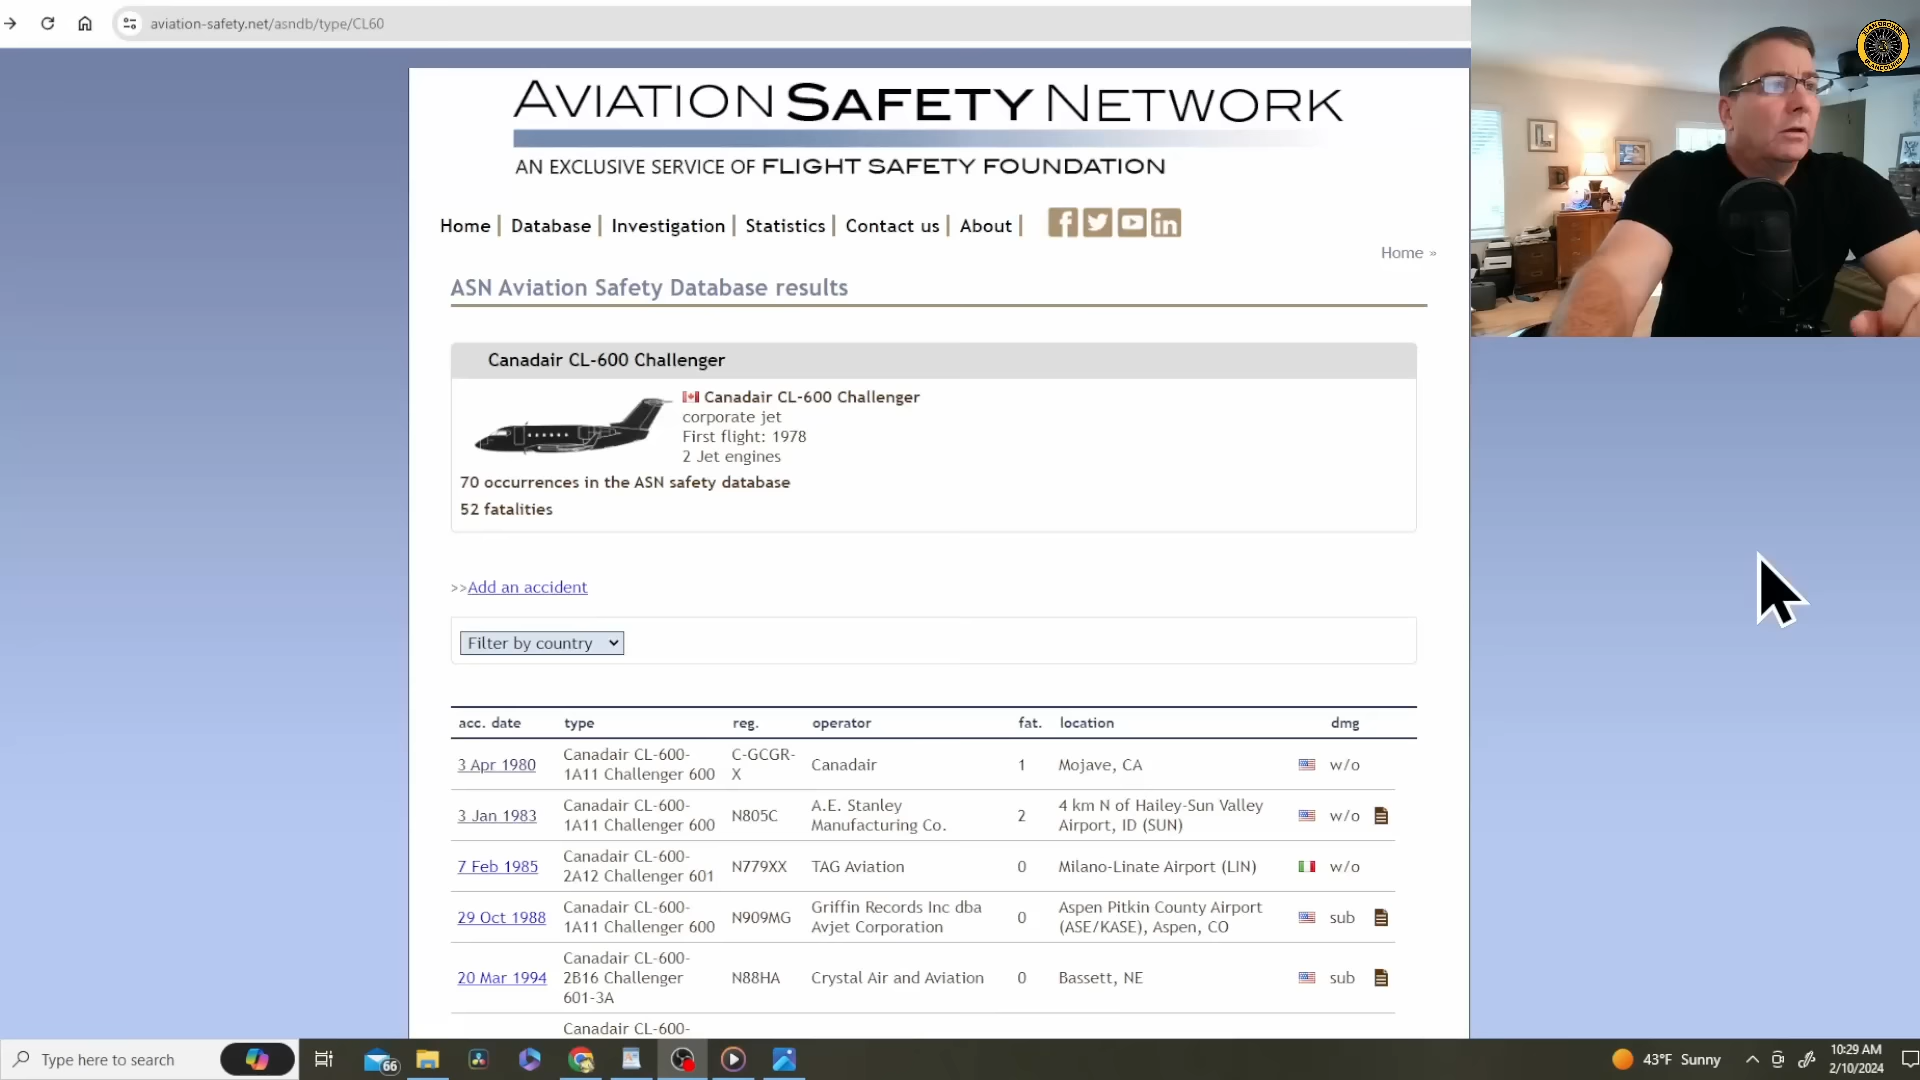 aviation-safety.net/asndb/type/CL60
AVIATION SAFETY NETWORK
AN EXCLUSIVE SERVICE OF FLIGHT SAFETY FOUNDATION
Home | Database | Investigation | Statistics | Contact us | About |
Home »
ASN Aviation Safety Database results
Canadair CL-600 Challenger
Canadair CL-600 Challenger
corporate jet
First flight: 1978
2 Jet engines
70 occurrences in the ASN safety database
52 fatalities
>>Add an accident
Filter by country
acc. date type reg. operator fat. location dmg
3 Apr 1980 Canadair CL-600-1A11 Challenger 600 C-GCGR-X Canadair 1 Mojave, CA w/o
3 Jan 1983 Canadair CL-600-1A11 Challenger 600 N805C A.E. Stanley Manufacturing Co. 2 4 km N of Hailey-Sun Valley Airport, ID (SUN) w/o
7 Feb 1985 Canadair CL-600-2A12 Challenger 601 N779XX TAG Aviation 0 Milano-Linate Airport (LIN) w/o
29 Oct 1988 Canadair CL-600-1A11 Challenger 600 N909MG Griffin Records Inc dba Avjet Corporation 0 Aspen Pitkin County Airport (ASE/KASE), Aspen, CO sub
20 Mar 1994 Canadair CL-600-2B16 Challenger 601-3A N88HA Crystal Air and Aviation 0 Bassett, NE sub
Canadair CL-600-
Type here to search
66
43°F Sunny
10:29 AM
2/10/2024